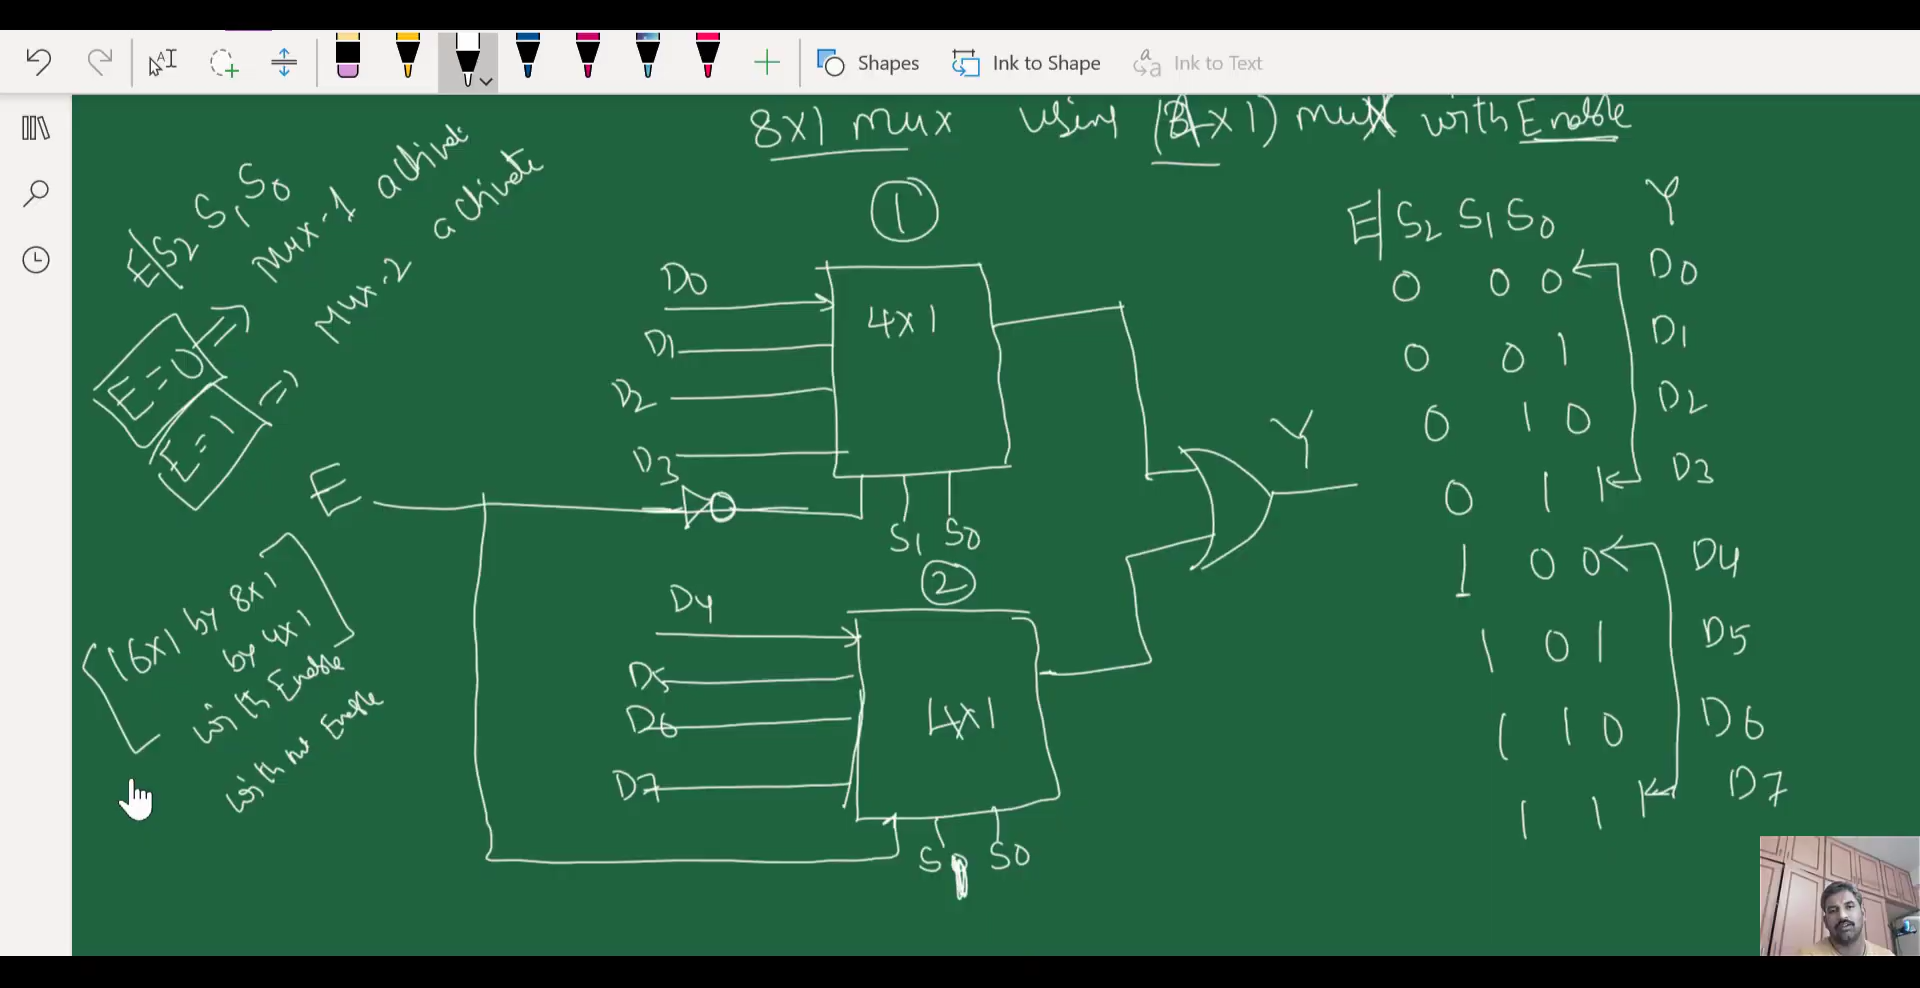 Shapes
Ink to Shape
Ink to Text
8x1 mux using (4x1) mux with Enable
E/S2 S1 S0
Mux-1 activate
Mux-2 activate
E=0 =>
E=1 =>
[16x1 by 8x1
by 4x1]
with Enable
without Enable
1
D0
D1
D2
D3
4x1
S1 S0
E
2
D4
D5
D6
D7
4x1
S1 S0
Y
E/S2 S1 S0 Y
0 0 0 D0
0 0 1 D1
0 1 0 D2
0 1 1 D3
1 0 0 D4
1 0 1 D5
1 1 0 D6
1 1 1 D7